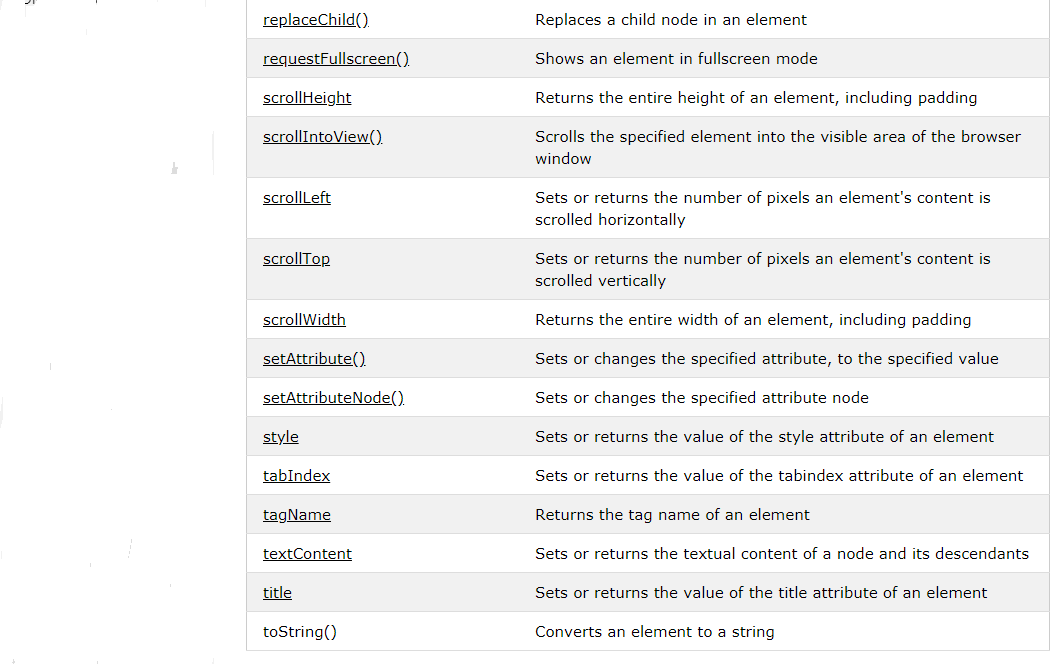 replaceChild() Replaces a child node in an element
requestFullscreen() Shows an element in fullscreen mode
scrollHeight Returns the entire height of an element, including padding
scrollIntoView() Scrolls the specified element into the visible area of the browser
window
scrollLeft Sets or returns the number of pixels an element's content is
scrolled horizontally
scrollTop Sets or returns the number of pixels an element's content is
scrolled vertically
scrollWidth Returns the entire width of an element, including padding
setAttribute() Sets or changes the specified attribute, to the specified value
setAttributeNode() Sets or changes the specified attribute node
style Sets or returns the value of the style attribute of an element
tabIndex Sets or returns the value of the tabindex attribute of an element
tagName Returns the tag name of an element
textContent Sets or returns the textual content of a node and its descendants
title Sets or returns the value of the title attribute of an element
toString() Converts an element to a string